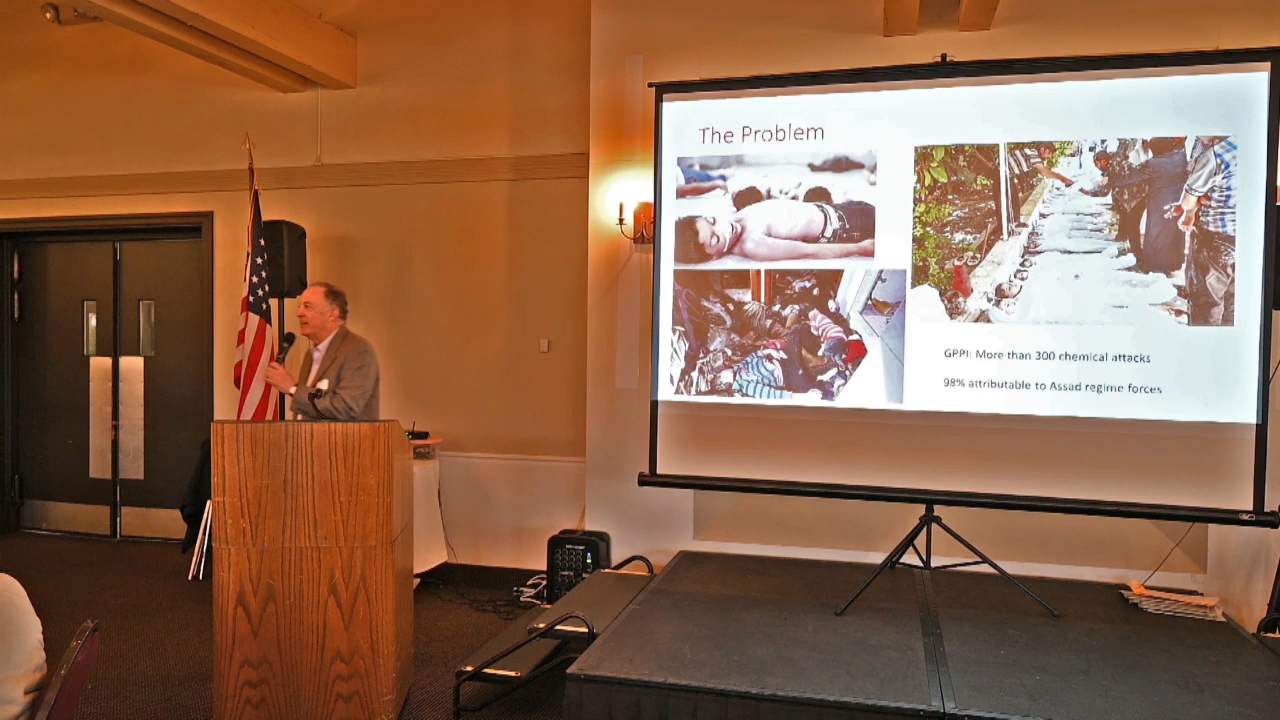 The Problem
GPPI: More than 300 chemical attacks
98% attributable to Assad regime forces